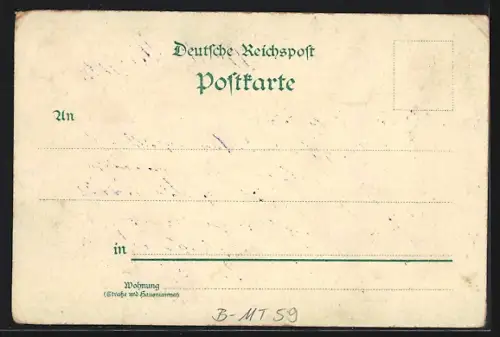 Deutsche Reichspost
Postkarte
An
in
Wohnung
(Straße und Hausnummer)
B-MT 59